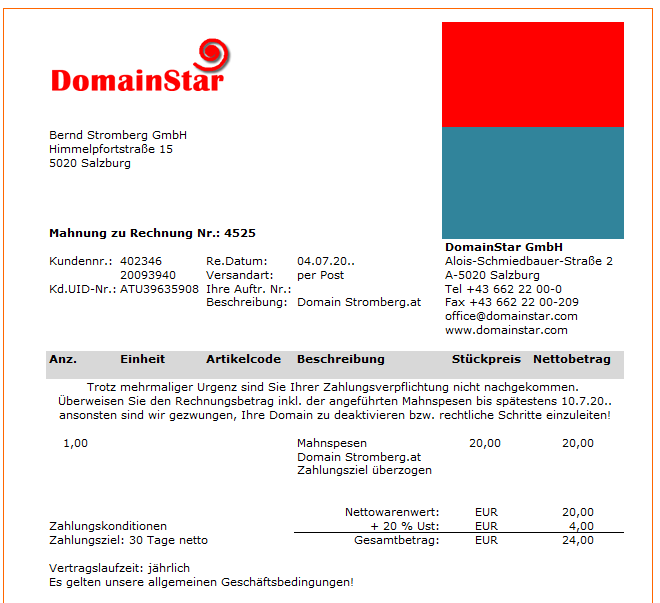 DomainStar
Bernd Stromberg GmbH
Himmelpfortstraße 15
5020 Salzburg
Mahnung zu Rechnung Nr.: 4525
DomainStar GmbH
Alois-Schmiedbauer-Straße 2
A-5020 Salzburg
Tel +43 662 22 00-0
Fax +43 662 22 00-209
office@domainstar.com
www.domainstar.com
Kundennr.: 402346 Re.Datum: 04.07.20..
20093940 Versandart: per Post
Kd.UID-Nr.: ATU39635908 Ihre Auftr. Nr.:
Beschreibung: Domain Stromberg.at
Anz. Einheit Artikelcode Beschreibung Stückpreis Nettobetrag
Trotz mehrmaliger Urgenz sind Sie Ihrer Zahlungsverpflichtung nicht nachgekommen.
Überweisen Sie den Rechnungsbetrag inkl. der angeführten Mahnspesen bis spätestens 10.7.20..
ansonsten sind wir gezwungen, Ihre Domain zu deaktivieren bzw. rechtliche Schritte einzuleiten!
1,00 Mahnspesen 20,00 20,00
Domain Stromberg.at
Zahlungsziel überzogen
Nettowarenwert: EUR 20,00
Zahlungskonditionen + 20 % Ust: EUR 4,00
Zahlungsziel: 30 Tage netto Gesamtbetrag: EUR 24,00
Vertragslaufzeit: jährlich
Es gelten unsere allgemeinen Geschäftsbedingungen!